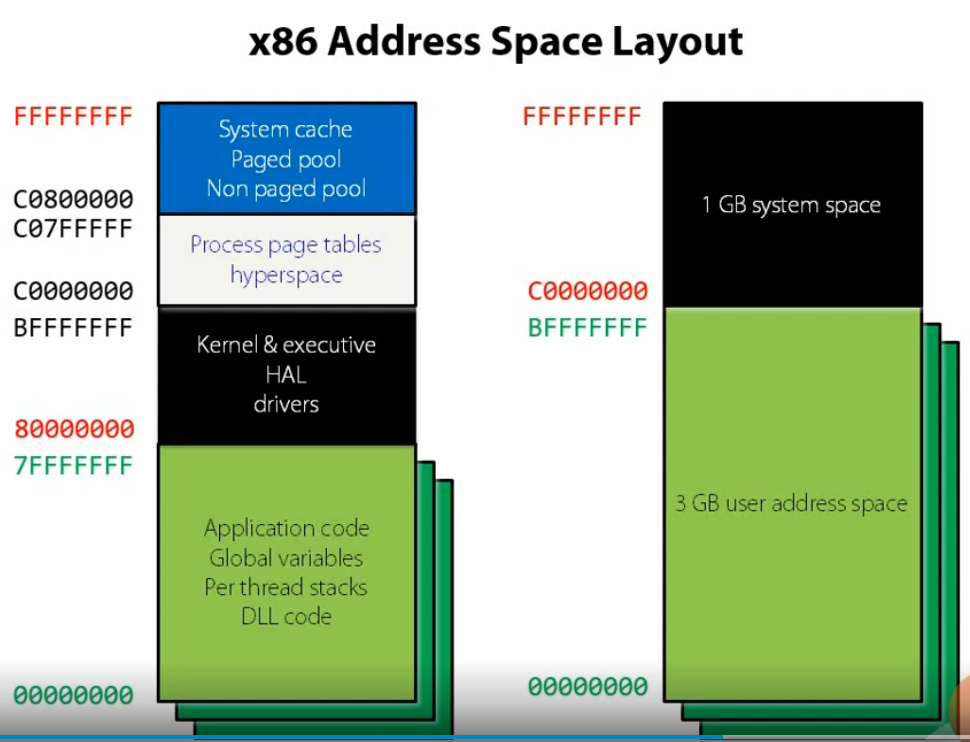 x86 Address Space Layout
FFFFFFFF
System cache
Paged pool
Non paged pool
C0800000
C07FFFFF
Process page tables
hyperspace
C0000000
BFFFFFFF
Kernel & executive
HAL
drivers
80000000
7FFFFFFF
Application code
Global variables
Per thread stacks
DLL code
00000000
FFFFFFFF
1 GB system space
C0000000
BFFFFFFF
3 GB user address space
00000000